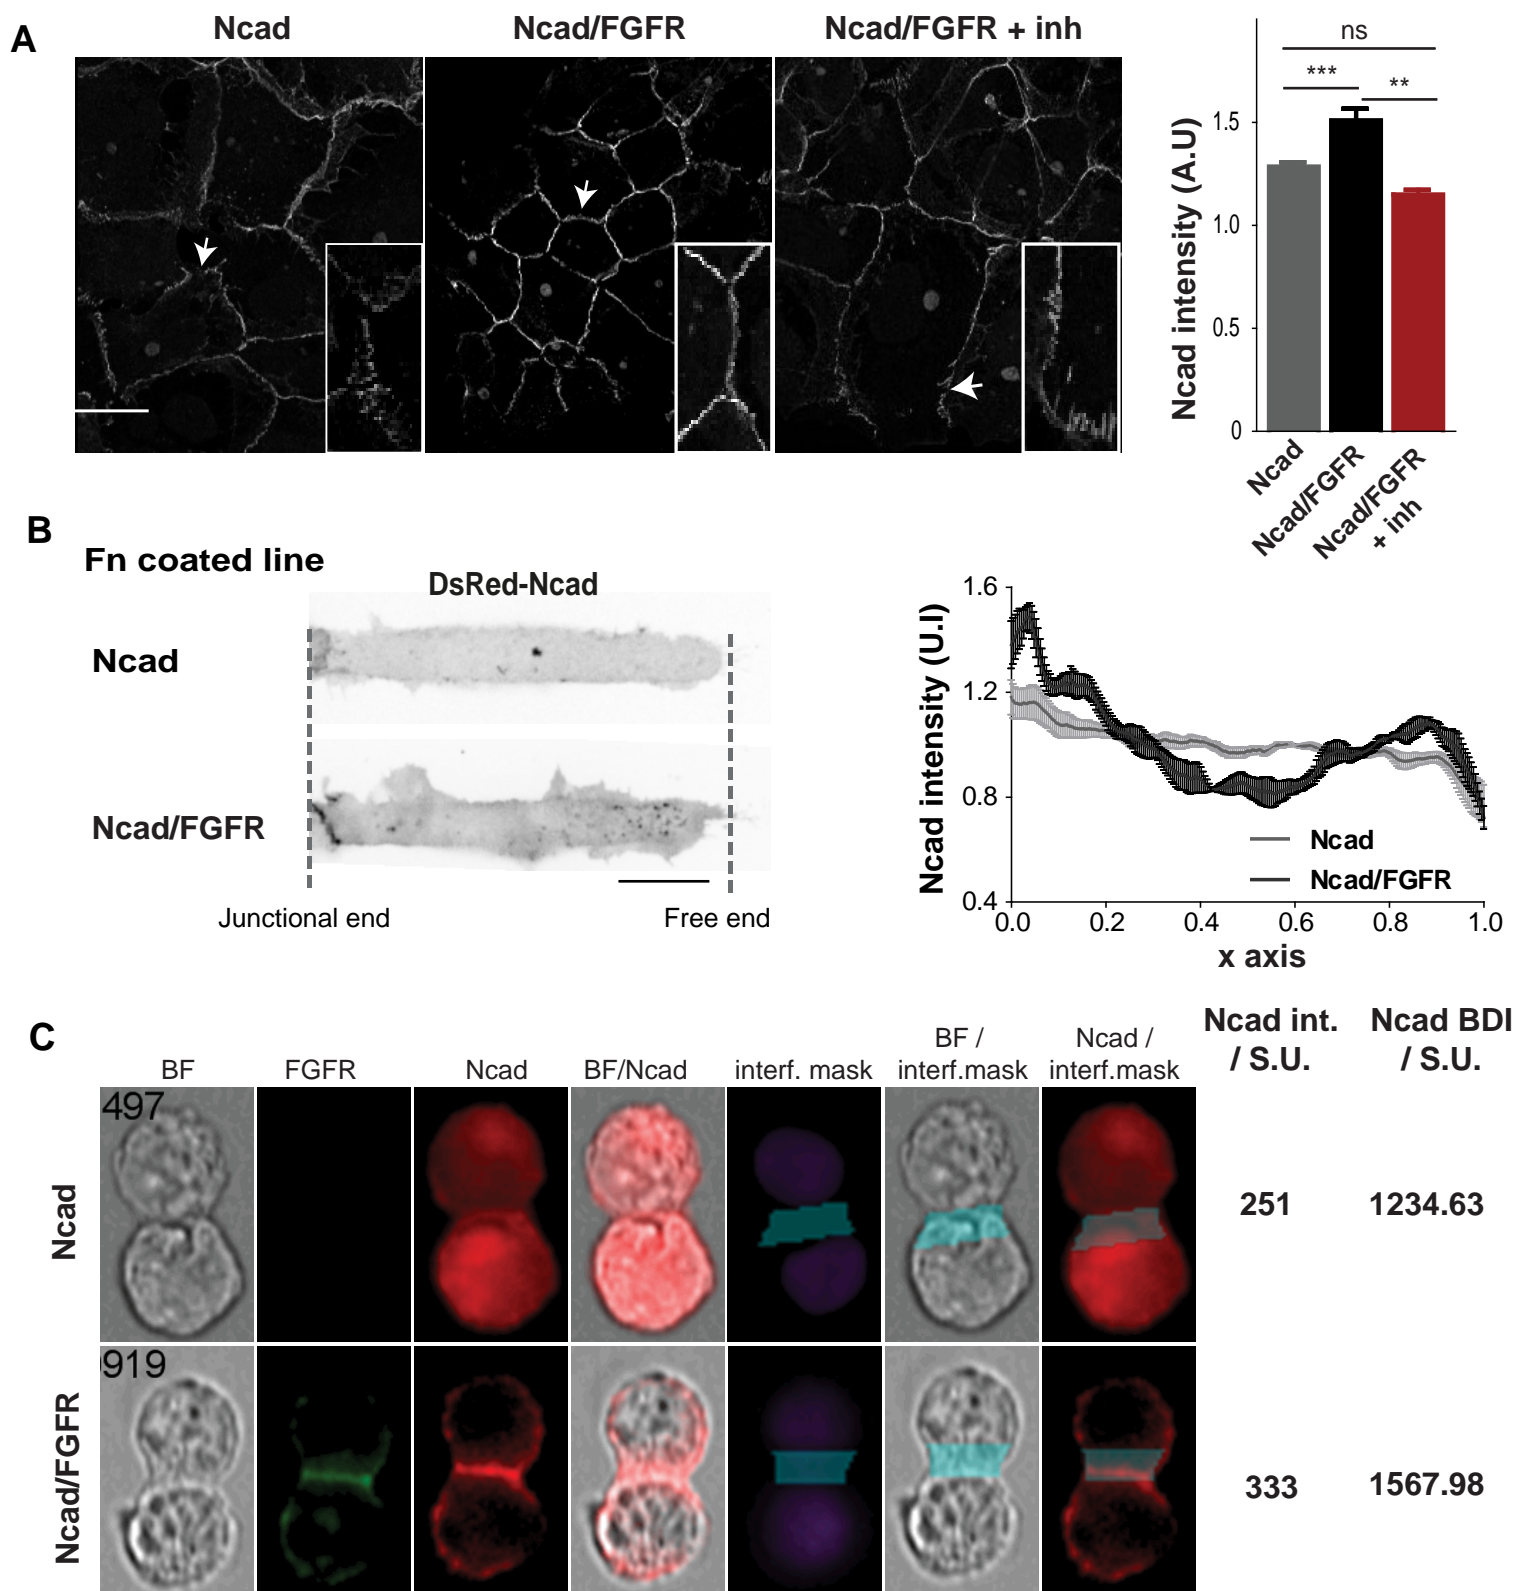 A
Ncad
Ncad/FGFR
Ncad/FGFR + inh
ns
***
**
Ncad intensity (A.U)
1.5
1.0
0.5
0
Ncad
Ncad/FGFR
Ncad/FGFR
+ inh
B
Fn coated line
DsRed-Ncad
Ncad
Ncad/FGFR
Junctional end
Free end
Ncad intensity (U.I)
1.6
1.2
0.8
0.4
0.0
0.2
0.4
0.6
0.8
1.0
x axis
Ncad
Ncad/FGFR
C
BF
FGFR
Ncad
BF/Ncad
interf. mask
BF /
interf.mask
Ncad /
interf.mask
Ncad int.
/ S.U.
Ncad BDI
/ S.U.
Ncad
497
251
1234.63
Ncad/FGFR
919
333
1567.98